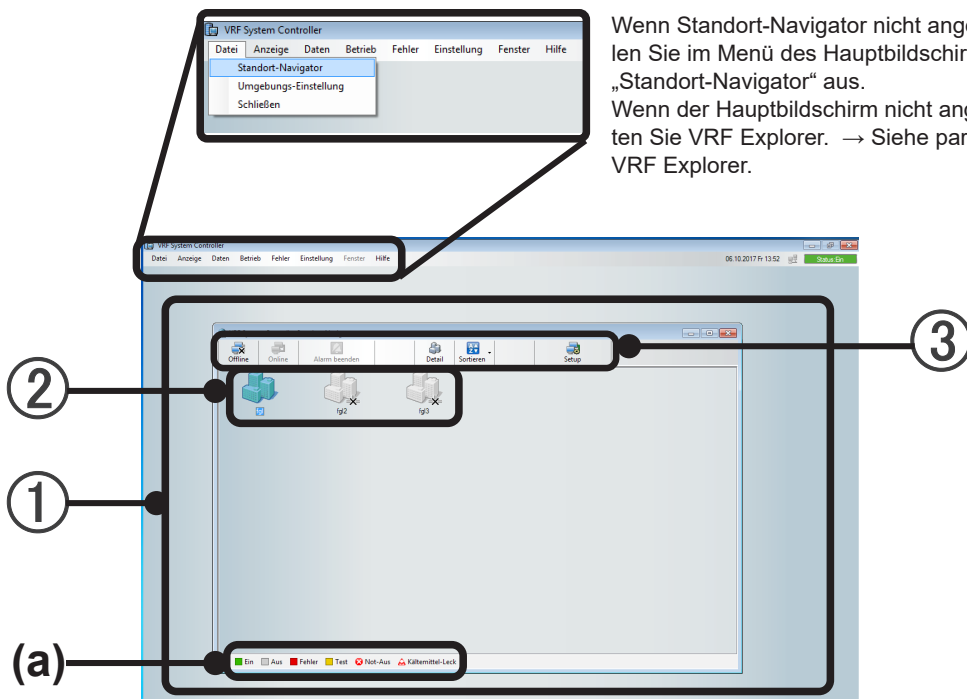 VRF System Controller
Datei Anzeige Daten Betrieb Fehler Einstellung Fenster Hilfe
Standort-Navigator
Umgebungs-Einstellung
Schließen
Wenn Standort-Navigator nicht ang
len Sie im Menü des Hauptbildschir
„Standort-Navigator“ aus.
Wenn der Hauptbildschirm nicht ang
ten Sie VRF Explorer. → Siehe par
VRF Explorer.
VRF System Controller
Datei Anzeige Daten Betrieb Fehler Einstellung Fenster Hilfe
06.10.2017 Fr 13:52 Status: Ein
Offline Online Alarm beenden Detail Sortieren Setup
fgl2 fgl3
Ein Aus Fehler Test Not-Aus Kältemittel-Leck
①
②
③
(a)